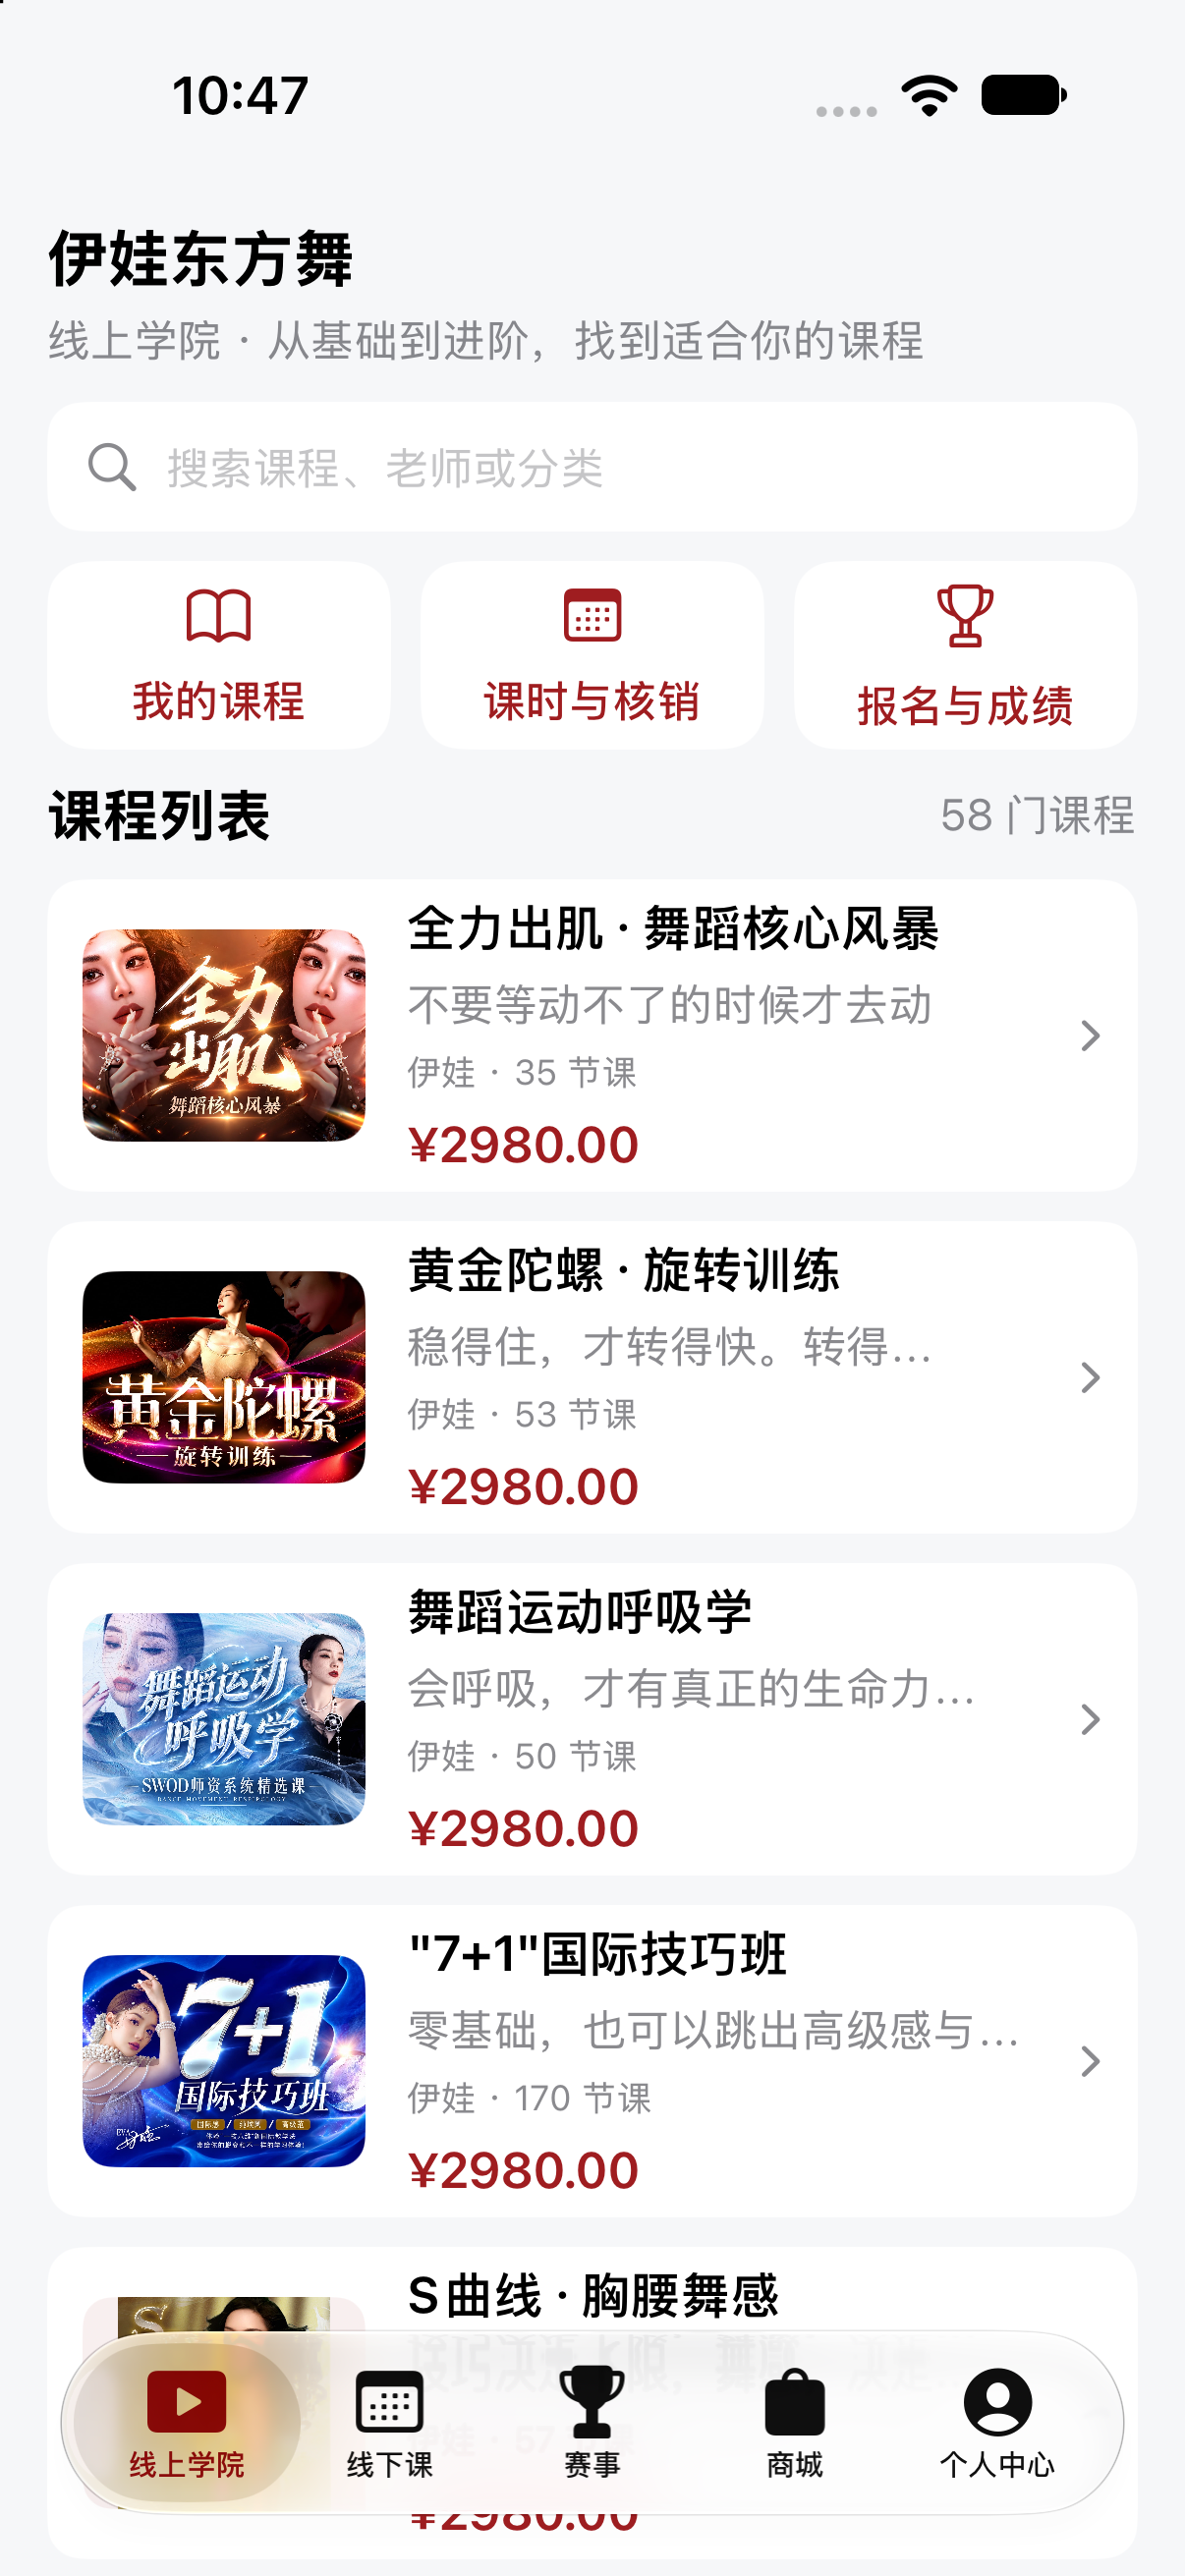 10:47
伊娃东方舞
线上学院 · 从基础到进阶，找到适合你的课程
搜索课程、老师或分类
我的课程
课时与核销
报名与成绩
课程列表
58 门课程
全力出肌
舞蹈核心风暴
全力出肌 · 舞蹈核心风暴
不要等动不了的时候才去动
伊娃 · 35 节课
¥2980.00
黄金陀螺
旋转训练
黄金陀螺 · 旋转训练
稳得住，才转得快。转得...
伊娃 · 53 节课
¥2980.00
舞蹈运动
呼吸学
SWOD师资系统精选课
舞蹈运动呼吸学
会呼吸，才有真正的生命力...
伊娃 · 50 节课
¥2980.00
7+1
国际技巧班
"7+1"国际技巧班
零基础，也可以跳出高级感与...
伊娃 · 170 节课
¥2980.00
S
S曲线 · 胸腰舞感
伊娃 · 57 节课
¥2980.00
线上学院
线下课
赛事
商城
个人中心